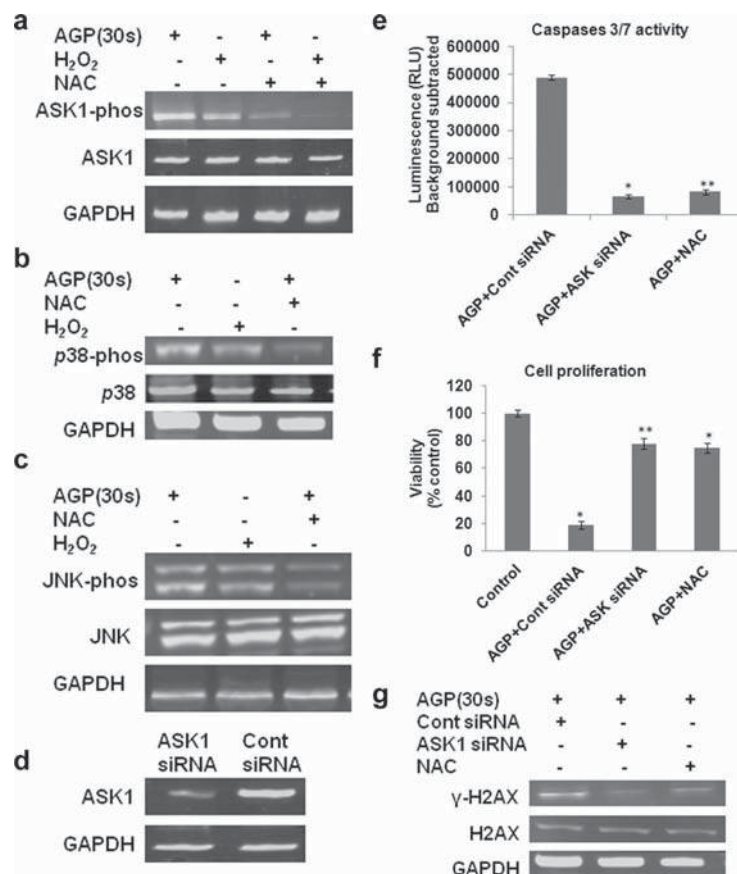 a
AGP(30s) + - + -
H₂O₂ - + - +
NAC - - + +
ASK1-phos
ASK1
GAPDH
b
AGP(30s) + - +
NAC - - +
H₂O₂ - + -
p38-phos
p38
GAPDH
c
AGP(30s) + - +
NAC - - +
H₂O₂ - + -
JNK-phos
JNK
GAPDH
d
ASK1 siRNA
Cont siRNA
ASK1
GAPDH
e
Caspases 3/7 activity
Luminescence (RLU)
Background subtracted
600000
500000
400000
300000
200000
100000
0
*
**
AGP+Cont siRNA
AGP+ASK siRNA
AGP+NAC
f
Cell proliferation
Viability
(% control)
120
100
80
60
40
20
0
*
**
*
Control
AGP+Cont siRNA
AGP+ASK siRNA
AGP+NAC
g
AGP(30s) + + +
Cont siRNA + - -
ASK1 siRNA - + -
NAC - - +
γ-H2AX
H2AX
GAPDH